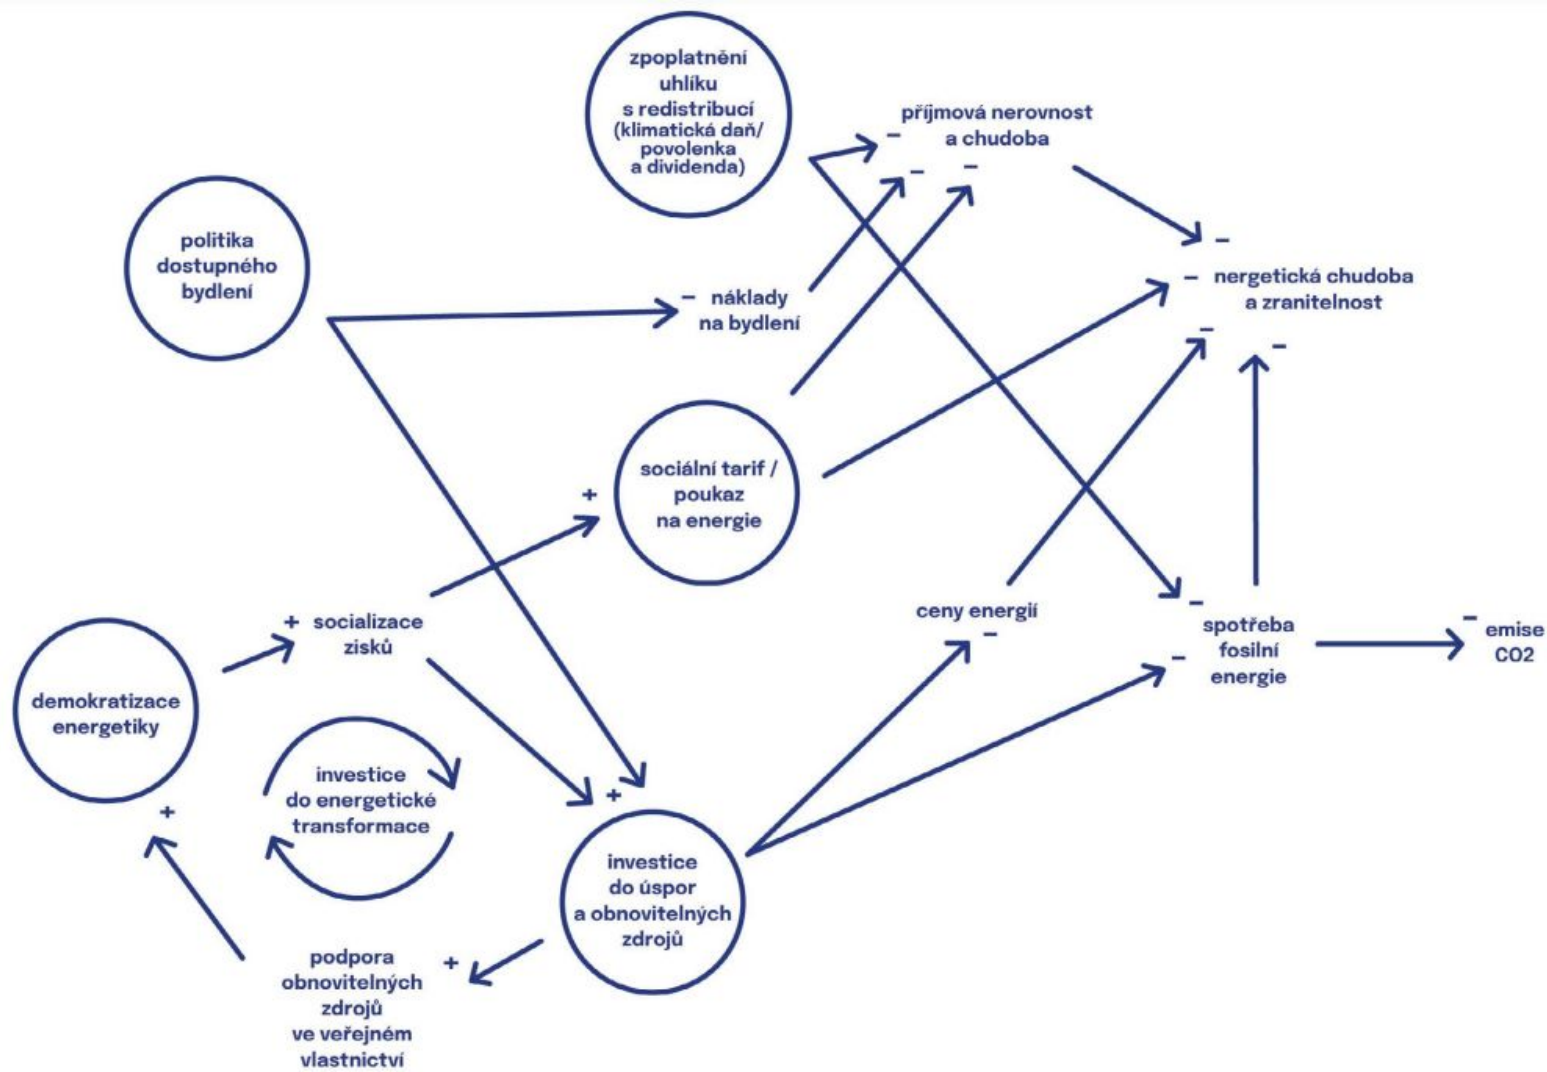 zpoplatnění
uhlíku
s redistribucí
(klimatická daň/
povolenka
a dividenda)
příjmová nerovnost
a chudoba
−
−
−
politika
dostupného
bydlení
−
− nergetická chudoba
a zranitelnost
− náklady
na bydlení
−
−
sociální tarif /
poukaz
na energie
+
ceny energií
−
−
spotřeba
fosilní
energie
−
− emise
CO2
+ socializace
zisků
demokratizace
energetiky
+
investice
do energetické
transformace
+
investice
do úspor
a obnovitelných
zdrojů
podpora +
obnovitelných
zdrojů
ve veřejném
vlastnictví